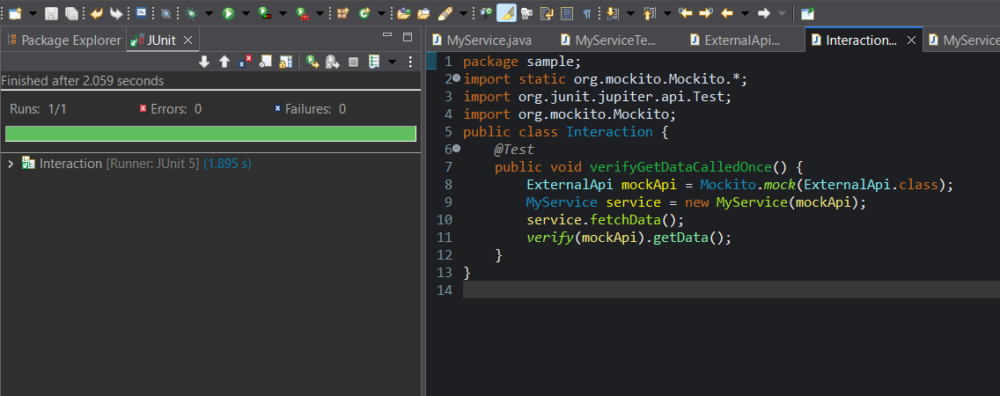 Package Explorer
JUnit
Finished after 2.059 seconds
Runs: 1/1
Errors: 0
Failures: 0
Interaction [Runner: JUnit 5] (1.895 s)
MyService.java
MyServiceTe...
ExternalApi...
Interaction...
MyService
1 package sample;
2 import static org.mockito.Mockito.*;
3 import org.junit.jupiter.api.Test;
4 import org.mockito.Mockito;
5 public class Interaction {
6 @Test
7 public void verifyGetDataCalledOnce() {
8 ExternalApi mockApi = Mockito.mock(ExternalApi.class);
9 MyService service = new MyService(mockApi);
10 service.fetchData();
11 verify(mockApi).getData();
12 }
13 }
14